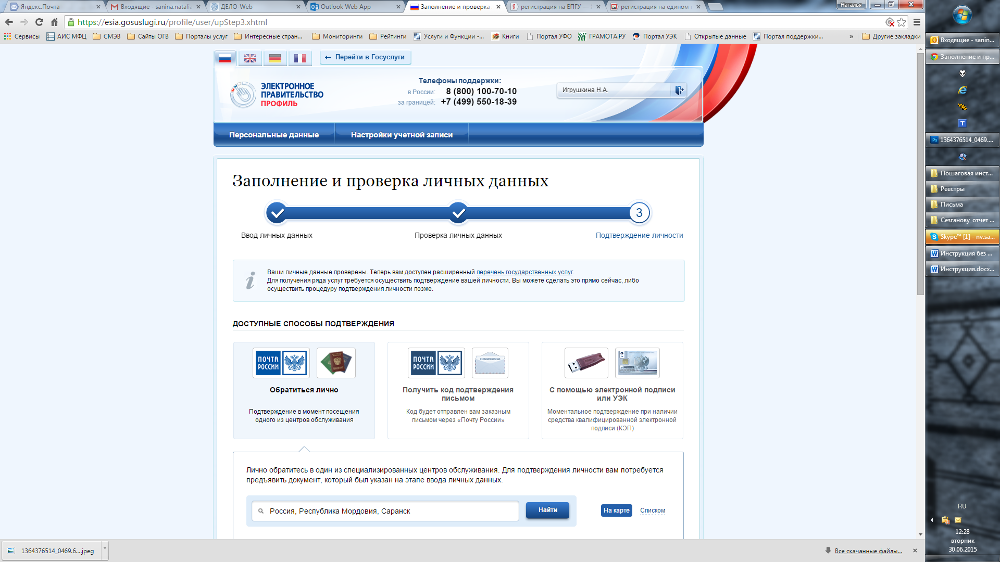 Яндекс.Почта
Входящие - sanina.natalia
ДЕЛО-Web
Outlook Web App
Заполнение и проверка
регистрация на ЕПГУ —
регистрация на едином
Наталья
https://esia.gosuslugi.ru/profile/user/upStep3.xhtml
Сервисы
АИС МФЦ
СМЭВ
Сайты ОГВ
Порталы услуг
Интересные стран...
Мониторинги
Рейтинги
Услуги и Функции -...
Книги
Портал УФО
ГРАМОТА.РУ
Портал УЭК
Открытые данные
Портал поддержки...
»
Другие закладки
← Перейти в Госуслуги
ЭЛЕКТРОННОЕ
ПРАВИТЕЛЬСТВО
ПРОФИЛЬ
Телефоны поддержки:
в России: 8 (800) 100-70-10
за границей: +7 (499) 550-18-39
Игрушкина Н.А.
Персональные данные
Настройки учетной записи
Заполнение и проверка личных данных
3
Ввод личных данных
Проверка личных данных
Подтверждение личности
Ваши личные данные проверены. Теперь вам доступен расширенный перечень государственных услуг.
Для получения ряда услуг требуется осуществить подтверждение вашей личности. Вы можете сделать это прямо сейчас, либо
осуществить процедуру подтверждения личности позже.
ДОСТУПНЫЕ СПОСОБЫ ПОДТВЕРЖДЕНИЯ
ПОЧТА
РОССИИ
Обратиться лично
Подтверждение в момент посещения
одного из центров обслуживания
ПОЧТА
РОССИИ
Получить код подтверждения
письмом
Код будет отправлен вам заказным
письмом через «Почту России»
С помощью электронной подписи
или УЭК
Моментальное подтверждение при наличии
средства квалифицированной электронной
подписи (КЭП)
Лично обратитесь в один из специализированных центров обслуживания. Для подтверждения личности вам потребуется
предъявить документ, который был указан на этапе ввода личных данных.
Россия, Республика Мордовия, Саранск
Найти
На карте
Списком
1364376514_0469.6....jpeg
Все скачанные файлы...
Входящие - sanin...
Заполнение и пр...
T
Ps
1364376514_0469....
Пошаговая инст...
Реестры
Письма
Сезганову_отчет ...
Skype™ [1] - nv.sa...
Инструкция без ...
Инструкция.docx...
RU
12:28
вторник
30.06.2015